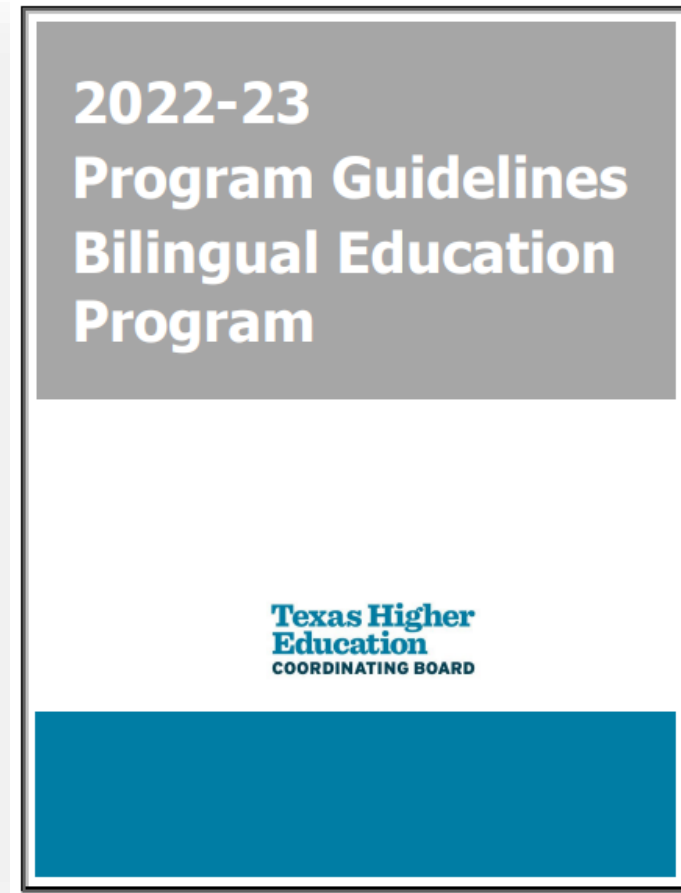 2022-23
Program Guidelines
Bilingual Education
Program
Texas Higher
Education
COORDINATING BOARD